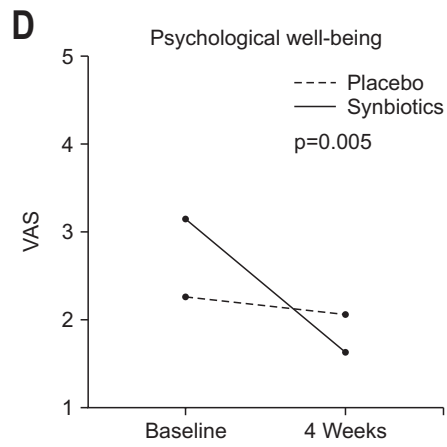 D
Psychological well-being
Placebo
Synbiotics
p=0.005
VAS
5
4
3
2
1
Baseline 4 Weeks